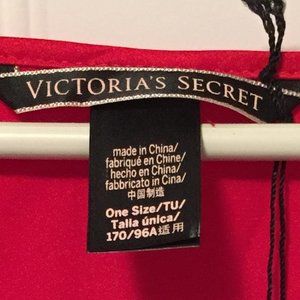 VICTORIA'S SECRET
made in China/
fabriqué en Chine/
hecho en China/
fabbricato in Cina/
中国制造
One Size/TU/
Talla única/
170/96A适用